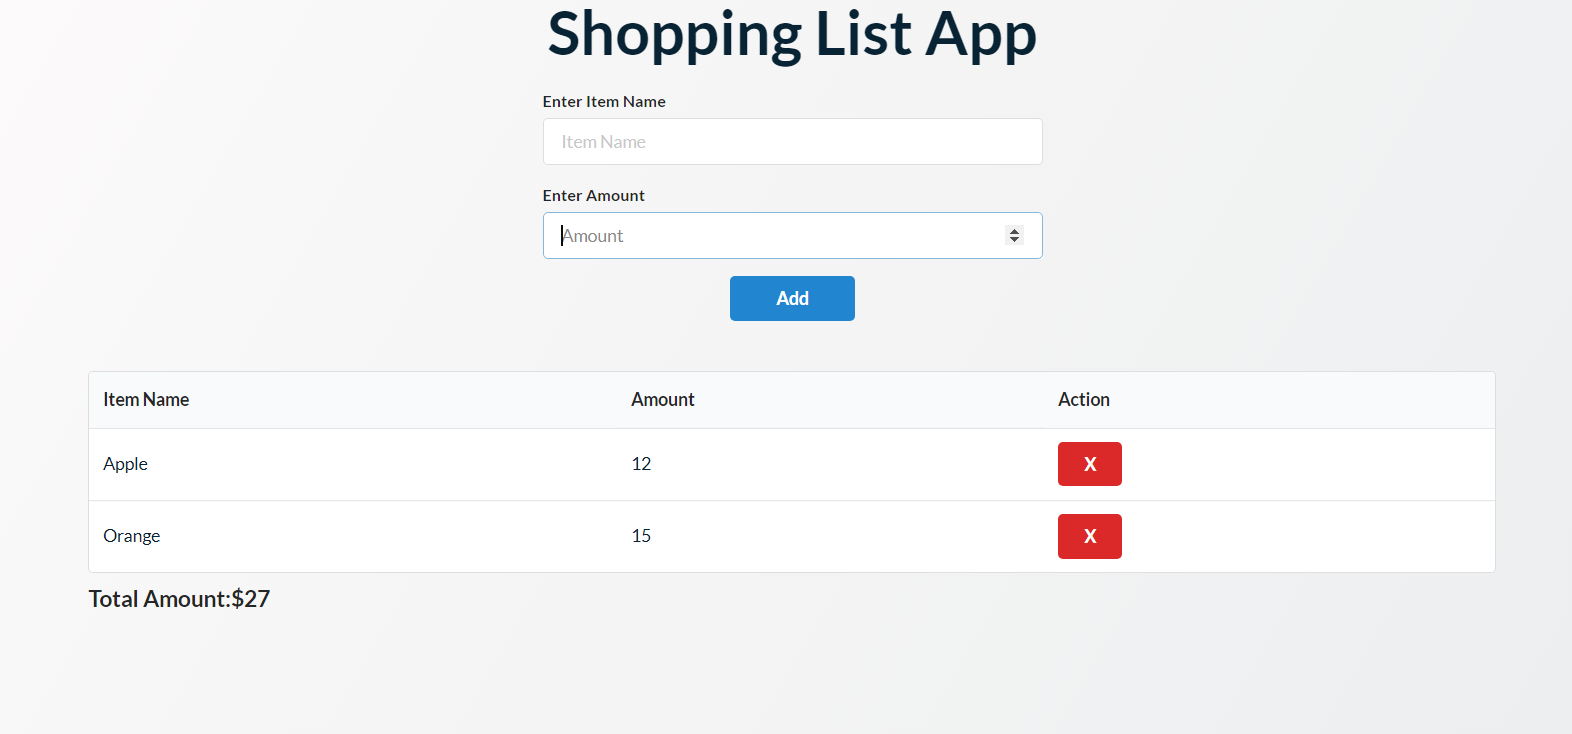 Shopping List App
Enter Item Name
Item Name
Enter Amount
Amount
Add
Item Name Amount Action
Apple 12 X
Orange 15 X
Total Amount:$27